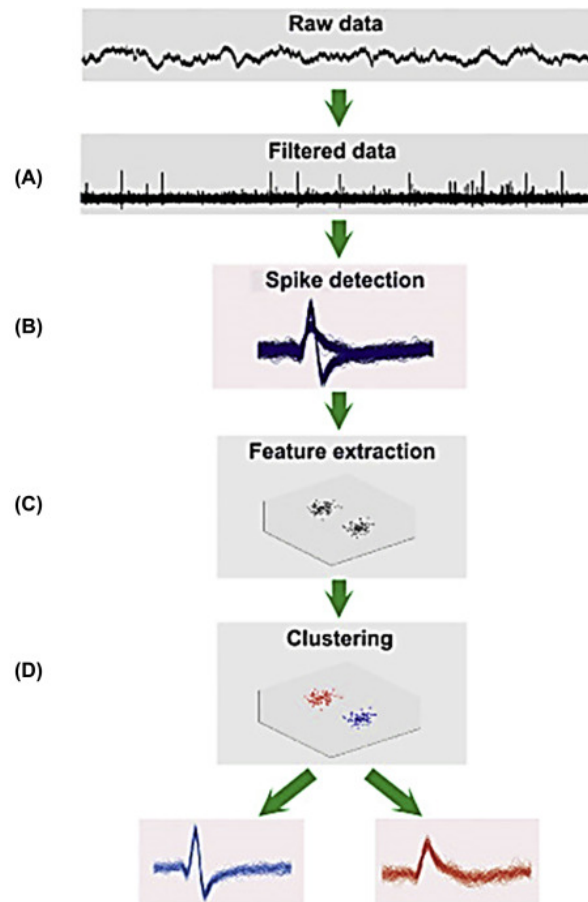 Raw data
(A)
Filtered data
(B)
Spike detection
(C)
Feature extraction
(D)
Clustering